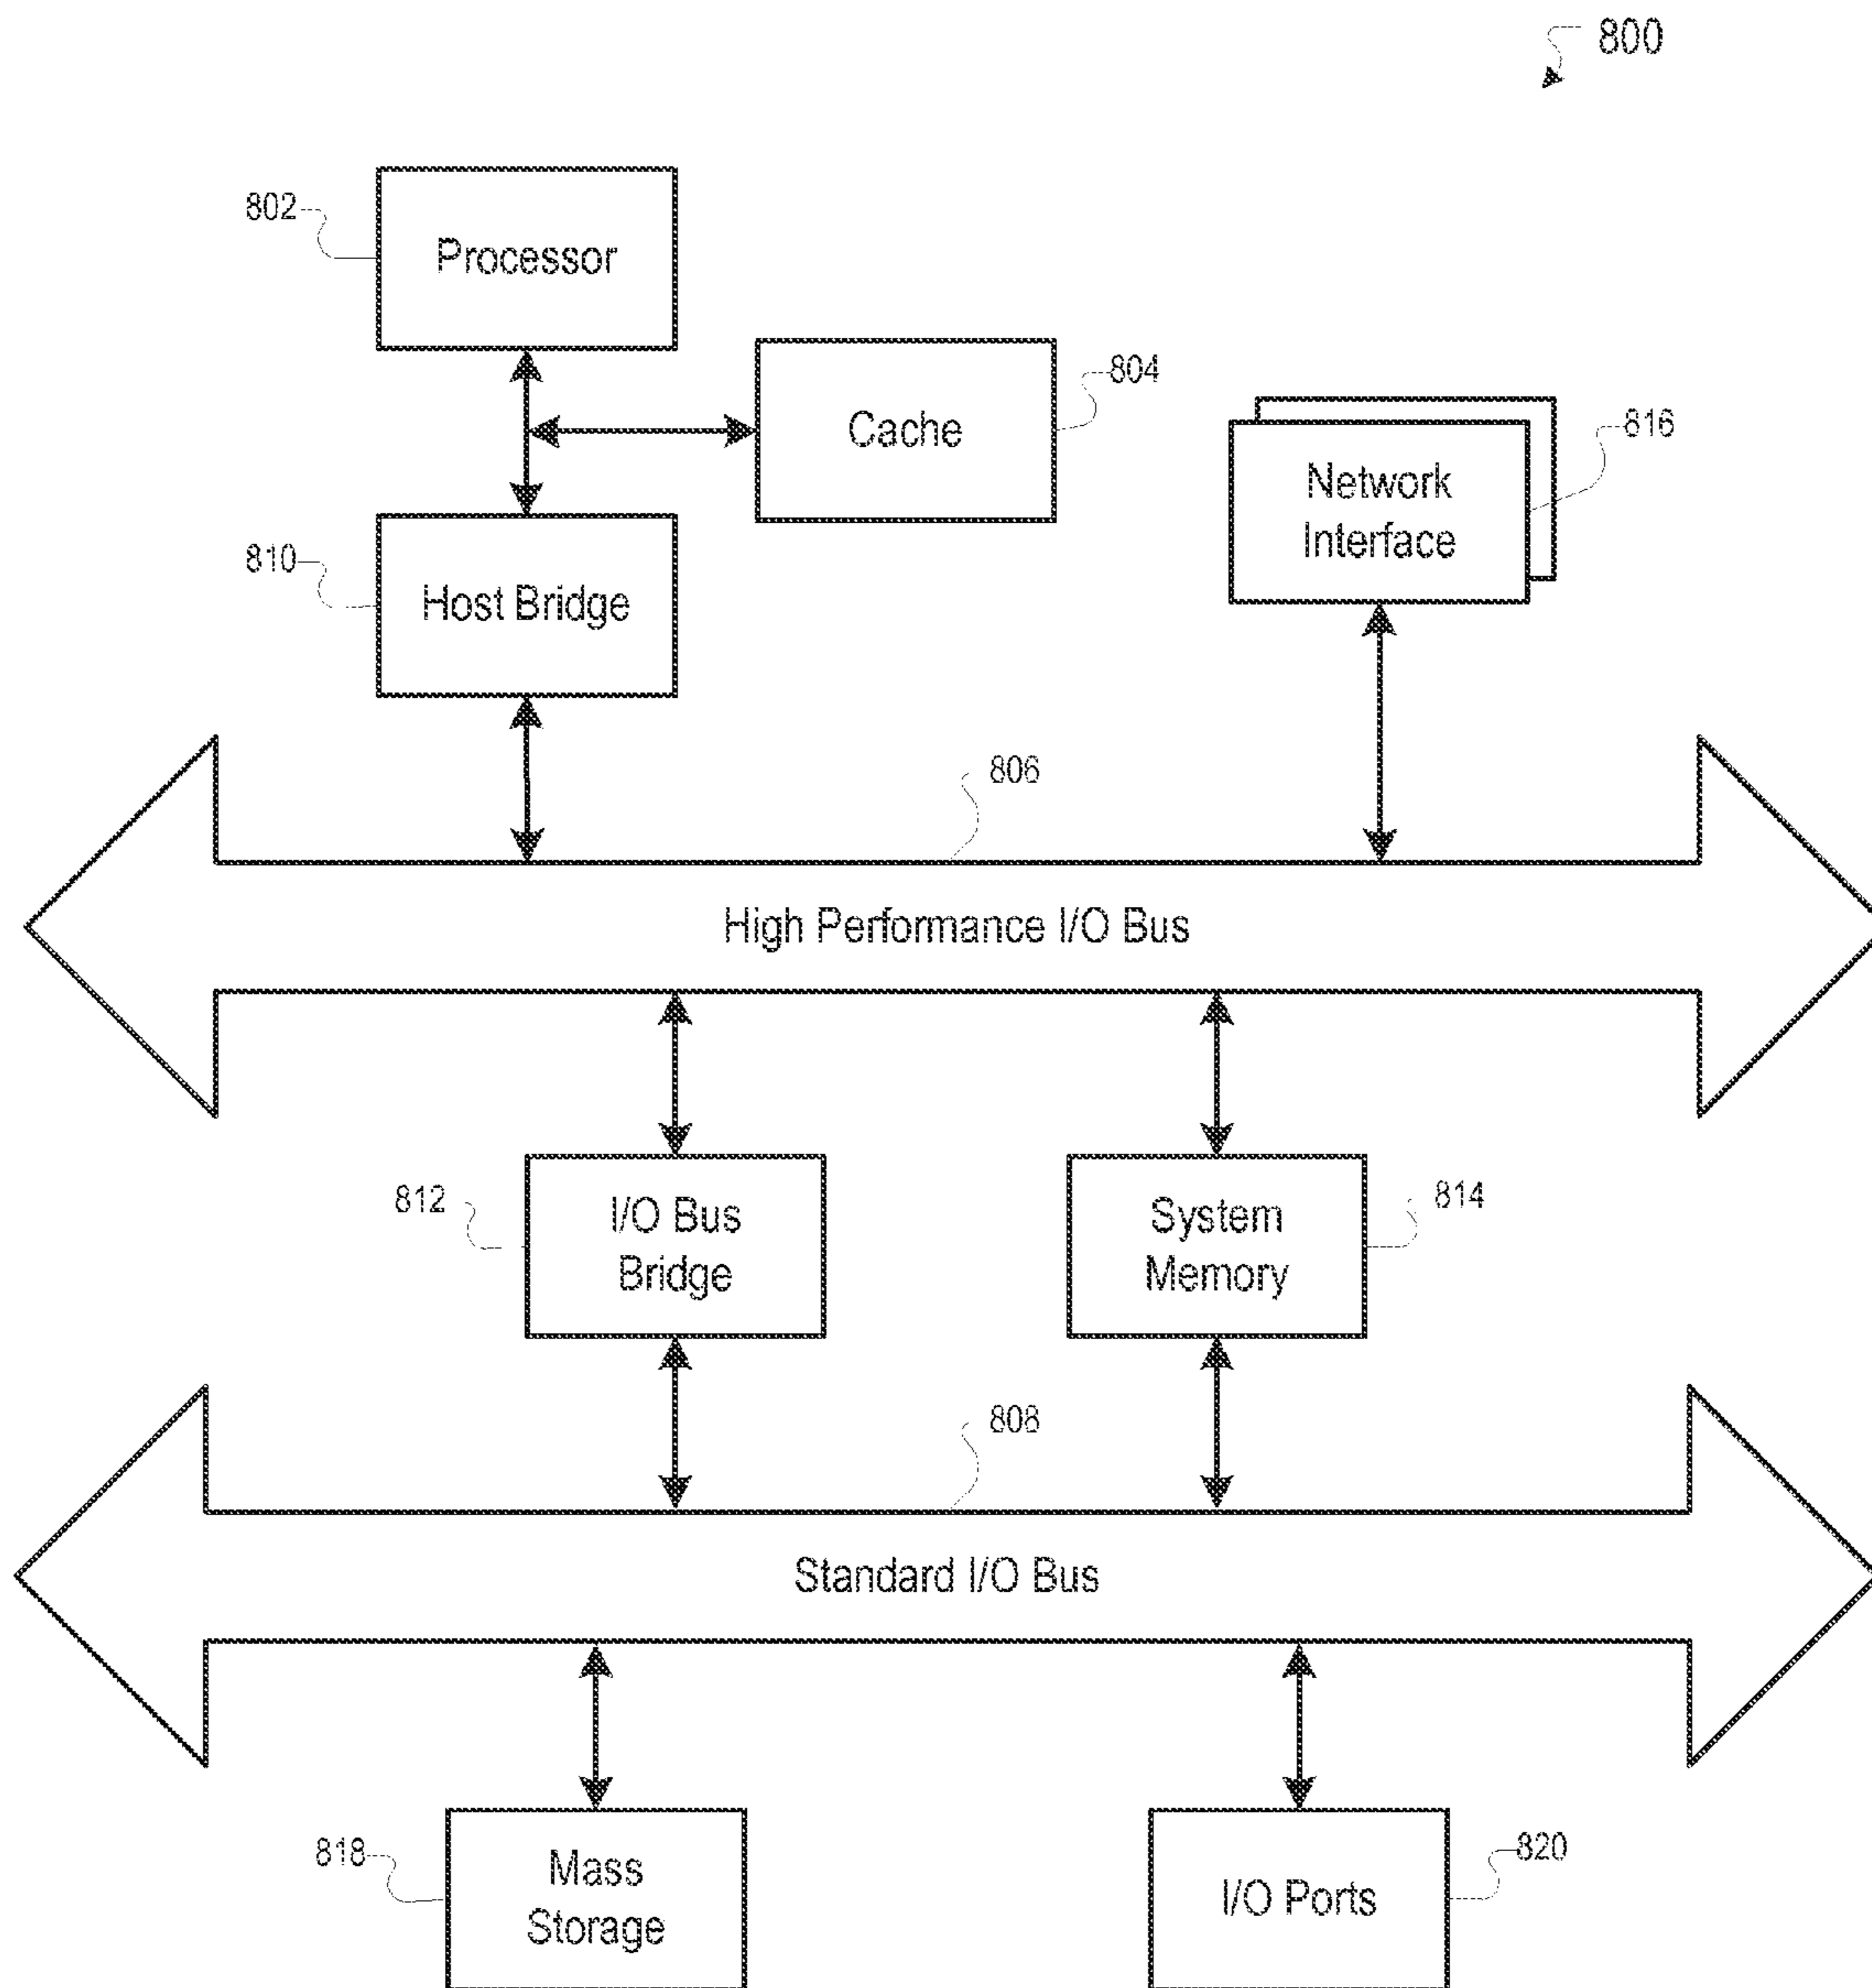 800
802
Processor
804
Cache
816
Network
Interface
810
Host Bridge
806
High Performance I/O Bus
812
I/O Bus
Bridge
814
System
Memory
808
Standard I/O Bus
818
Mass
Storage
820
I/O Ports